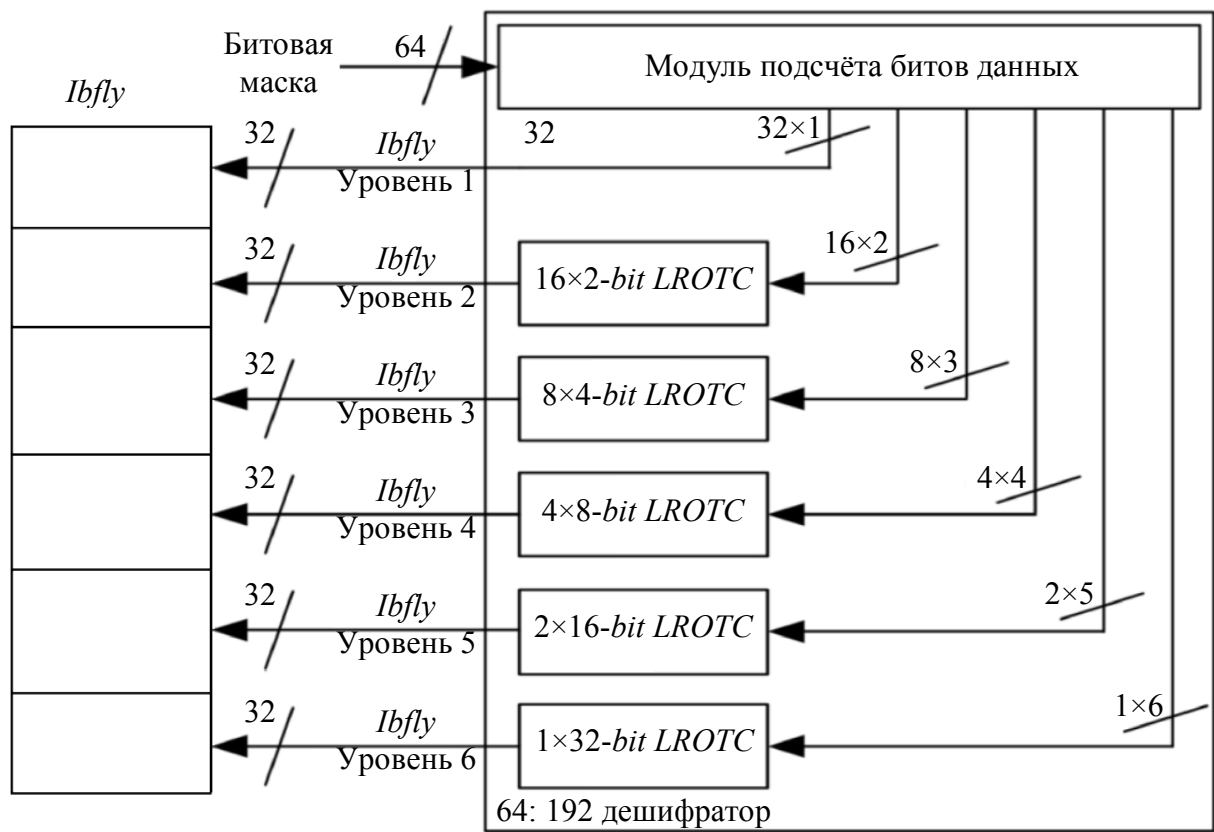 Битовая
маска
64
Модуль подсчёта битов данных
Ibfly
32
Ibfly
Уровень 1
32
32×1
32
Ibfly
Уровень 2
16×2-bit LROTC
16×2
32
Ibfly
Уровень 3
8×4-bit LROTC
8×3
32
Ibfly
Уровень 4
4×8-bit LROTC
4×4
32
Ibfly
Уровень 5
2×16-bit LROTC
2×5
32
Ibfly
Уровень 6
1×32-bit LROTC
1×6
64: 192 дешифратор